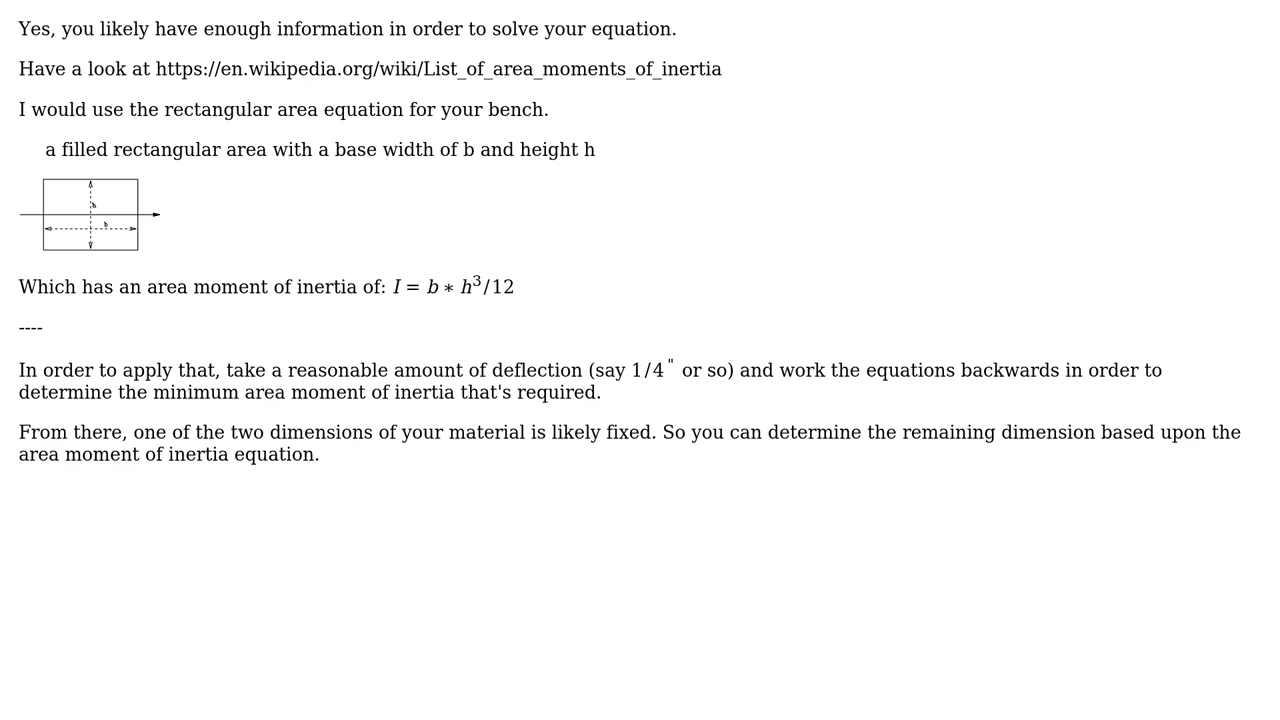 Yes, you likely have enough information in order to solve your equation.
Have a look at https://en.wikipedia.org/wiki/List_of_area_moments_of_inertia
I would use the rectangular area equation for your bench.
a filled rectangular area with a base width of b and height h
h
b
Which has an area moment of inertia of: I = b * h³/12
----
In order to apply that, take a reasonable amount of deflection (say 1/4" or so) and work the equations backwards in order to
determine the minimum area moment of inertia that's required.
From there, one of the two dimensions of your material is likely fixed. So you can determine the remaining dimension based upon the
area moment of inertia equation.